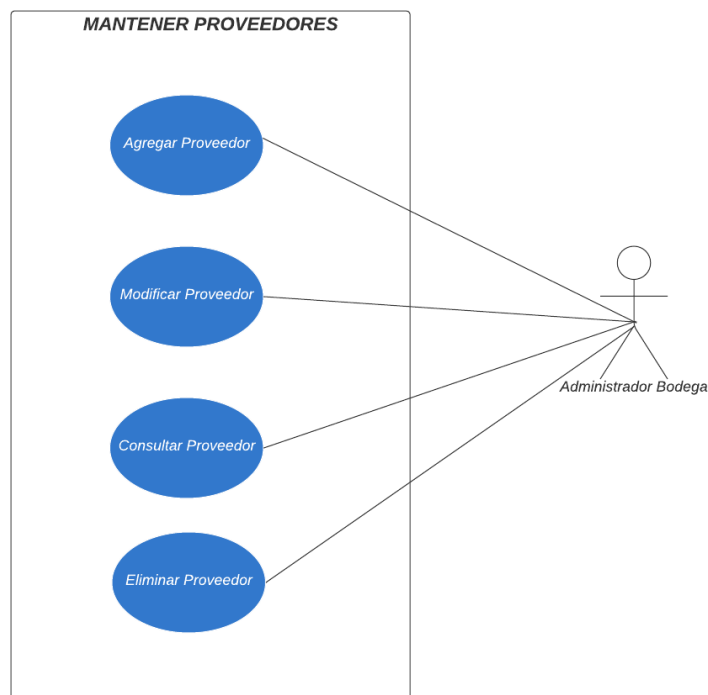 MANTENER PROVEEDORES
Agregar Proveedor
Modificar Proveedor
Administrador Bodega
Consultar Proveedor
Eliminar Proveedor